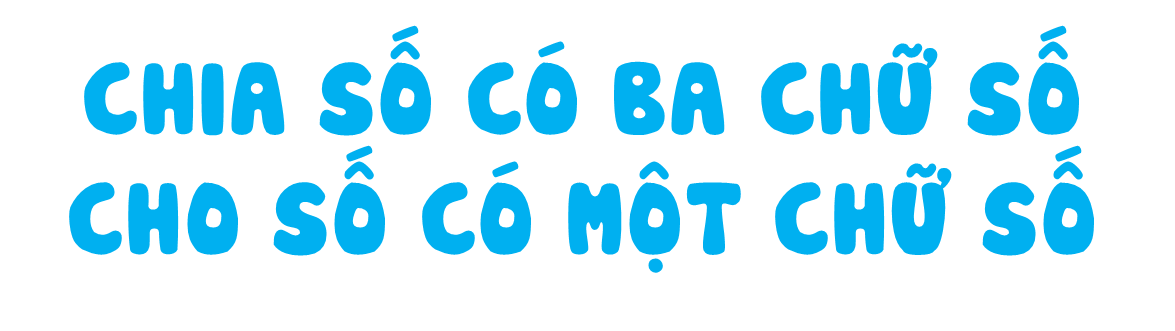 CHIA SỐ CÓ BA CHỮ SỐ
CHO SỐ CÓ MỘT CHỮ SỐ